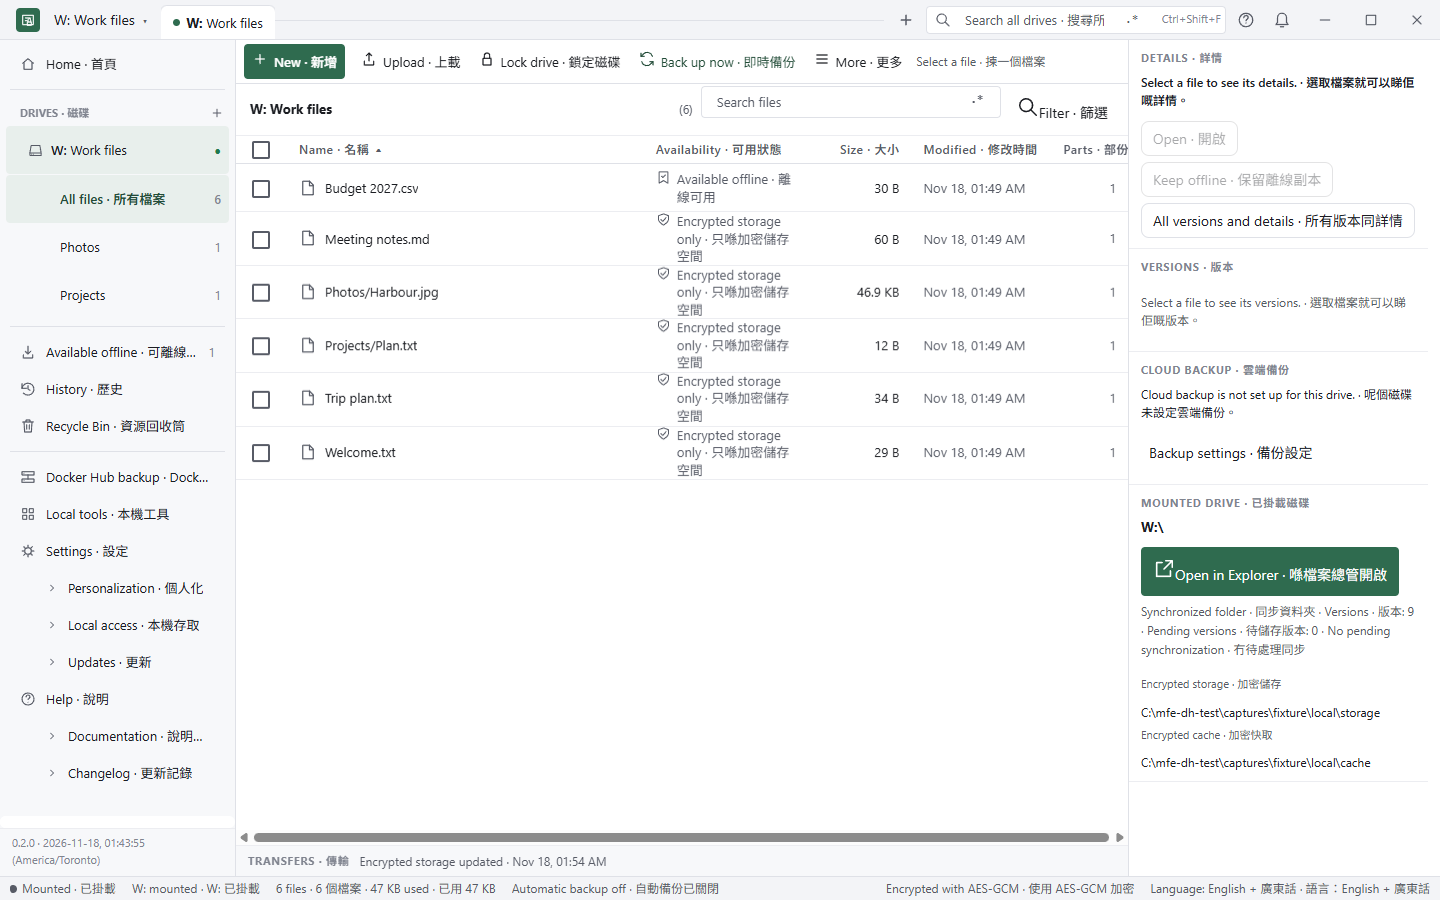 W: Work files
W: Work files
Search all drives · 搜尋所
.*
Ctrl+Shift+F
Home · 首頁
DRIVES · 磁碟
W: Work files
All files · 所有檔案 6
Photos 1
Projects 1
Available offline · 可離線... 1
History · 歷史
Recycle Bin · 資源回收筒
Docker Hub backup · Dock...
Local tools · 本機工具
Settings · 設定
Personalization · 個人化
Local access · 本機存取
Updates · 更新
Help · 說明
Documentation · 說明...
Changelog · 更新記錄
0.2.0 · 2026-11-18, 01:43:55
(America/Toronto)
New · 新增
Upload · 上載
Lock drive · 鎖定磁碟
Back up now · 即時備份
More · 更多
Select a file · 揀一個檔案
W: Work files
(6)
Search files
.*
Filter · 篩選
Name · 名稱 Availability · 可用狀態 Size · 大小 Modified · 修改時間 Parts · 部份
Budget 2027.csv Available offline · 離 30 B Nov 18, 01:49 AM 1
線可用
Meeting notes.md Encrypted storage 60 B Nov 18, 01:49 AM 1
only · 只喺加密儲存
空間
Photos/Harbour.jpg Encrypted storage 46.9 KB Nov 18, 01:49 AM 1
only · 只喺加密儲存
空間
Projects/Plan.txt Encrypted storage 12 B Nov 18, 01:49 AM 1
only · 只喺加密儲存
空間
Trip plan.txt Encrypted storage 34 B Nov 18, 01:49 AM 1
only · 只喺加密儲存
空間
Welcome.txt Encrypted storage 29 B Nov 18, 01:49 AM 1
only · 只喺加密儲存
空間
TRANSFERS · 傳輸 Encrypted storage updated · Nov 18, 01:54 AM
DETAILS · 詳情
Select a file to see its details. · 選取檔案就可以睇佢
嘅詳情。
Open · 開啟
Keep offline · 保留離線副本
All versions and details · 所有版本同詳情
VERSIONS · 版本
Select a file to see its versions. · 選取檔案就可以睇
佢嘅版本。
CLOUD BACKUP · 雲端備份
Cloud backup is not set up for this drive. · 呢個磁碟
未設定雲端備份。
Backup settings · 備份設定
MOUNTED DRIVE · 已掛載磁碟
W:\
Open in Explorer · 喺檔案總管開啟
Synchronized folder · 同步資料夾 · Versions · 版本: 9
· Pending versions · 待儲存版本: 0 · No pending
synchronization · 冇待處理同步
Encrypted storage · 加密儲存
C:\mfe-dh-test\captures\fixture\local\storage
Encrypted cache · 加密快取
C:\mfe-dh-test\captures\fixture\local\cache
Mounted · 已掛載 W: mounted · W: 已掛載 6 files · 6 個檔案 · 47 KB used · 已用 47 KB Automatic backup off · 自動備份已關閉 Encrypted with AES-GCM · 使用 AES-GCM 加密 Language: English + 廣東話 · 語言：English + 廣東話